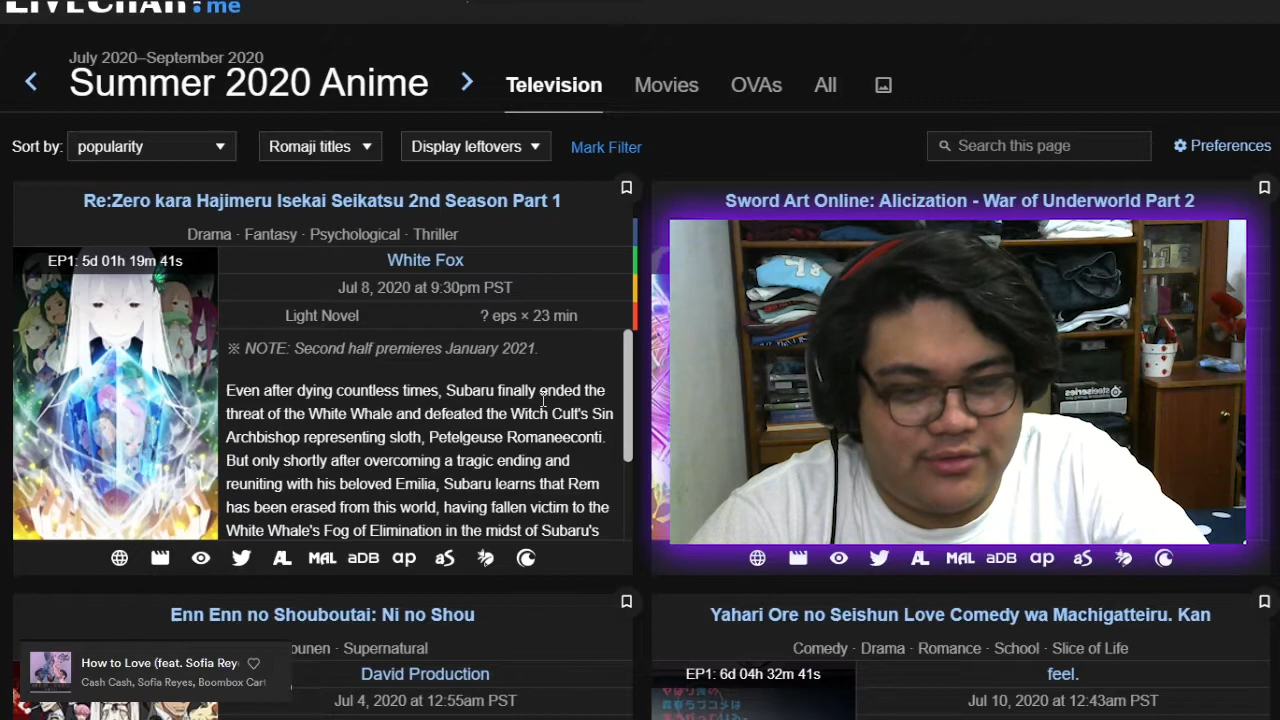 LIVECHART.me
July 2020–September 2020
Summer 2020 Anime
Television
Movies
OVAs
All
Sort by:
popularity
Romaji titles
Display leftovers
Mark Filter
Search this page
Preferences
Re:Zero kara Hajimeru Isekai Seikatsu 2nd Season Part 1
Drama · Fantasy · Psychological · Thriller
EP1: 5d 01h 19m 41s
White Fox
Jul 8, 2020 at 9:30pm PST
Light Novel
? eps × 23 min
※ NOTE: Second half premieres January 2021.
Even after dying countless times, Subaru finally ended the
threat of the White Whale and defeated the Witch Cult's Sin
Archbishop representing sloth, Petelgeuse Romaneeconti.
But only shortly after overcoming a tragic ending and
reuniting with his beloved Emilia, Subaru learns that Rem
has been erased from this world, having fallen victim to the
White Whale's Fog of Elimination in the midst of Subaru's
AL
MAL
aDB
ap
aS
Sword Art Online: Alicization - War of Underworld Part 2
steelseries
AL
MAL
aDB
ap
aS
Enn Enn no Shouboutai: Ni no Shou
ounen · Supernatural
David Production
Jul 4, 2020 at 12:55am PST
How to Love (feat. Sofia Rey
Cash Cash, Sofia Reyes, Boombox Cart
Yahari Ore no Seishun Love Comedy wa Machigatteiru. Kan
Comedy · Drama · Romance · School · Slice of Life
EP1: 6d 04h 32m 41s
feel.
Jul 10, 2020 at 12:43am PST